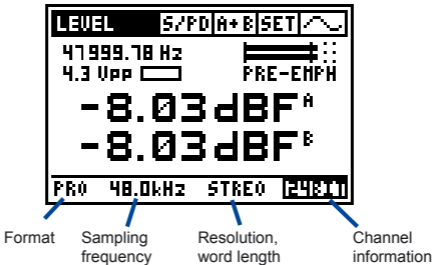 LEVEL S/PD A+B SET
47999.78 Hz
4.3 Vpp PRE-EMPH
-8.03dBF A
-8.03dBF B
PRO 48.0kHz STREO 24BIT
Format Sampling frequency Resolution, word length Channel information